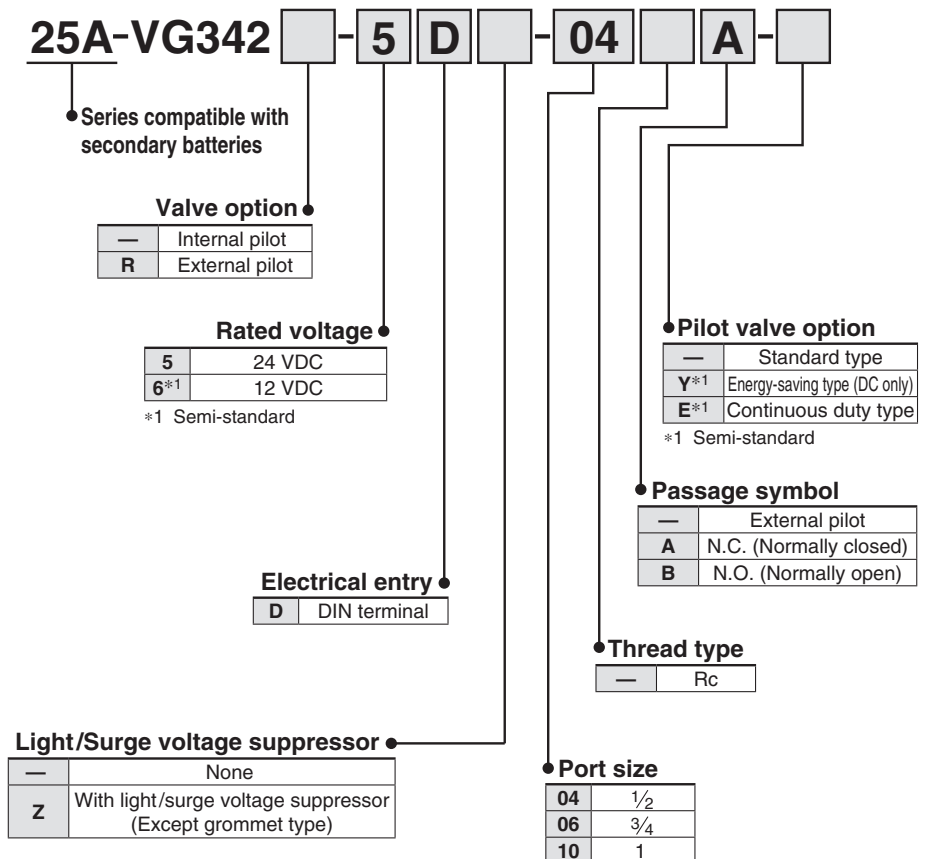 25A-VG342 - 5 D - 04 A -
Series compatible with
secondary batteries
Valve option
— Internal pilot
R External pilot
Rated voltage
5 24 VDC
6*1 12 VDC
*1 Semi-standard
Pilot valve option
— Standard type
Y*1 Energy-saving type (DC only)
E*1 Continuous duty type
*1 Semi-standard
Passage symbol
— External pilot
A N.C. (Normally closed)
B N.O. (Normally open)
Electrical entry
D DIN terminal
Thread type
— Rc
Light/Surge voltage suppressor
— None
Z With light/surge voltage suppressor
(Except grommet type)
Port size
04 1/2
06 3/4
10 1